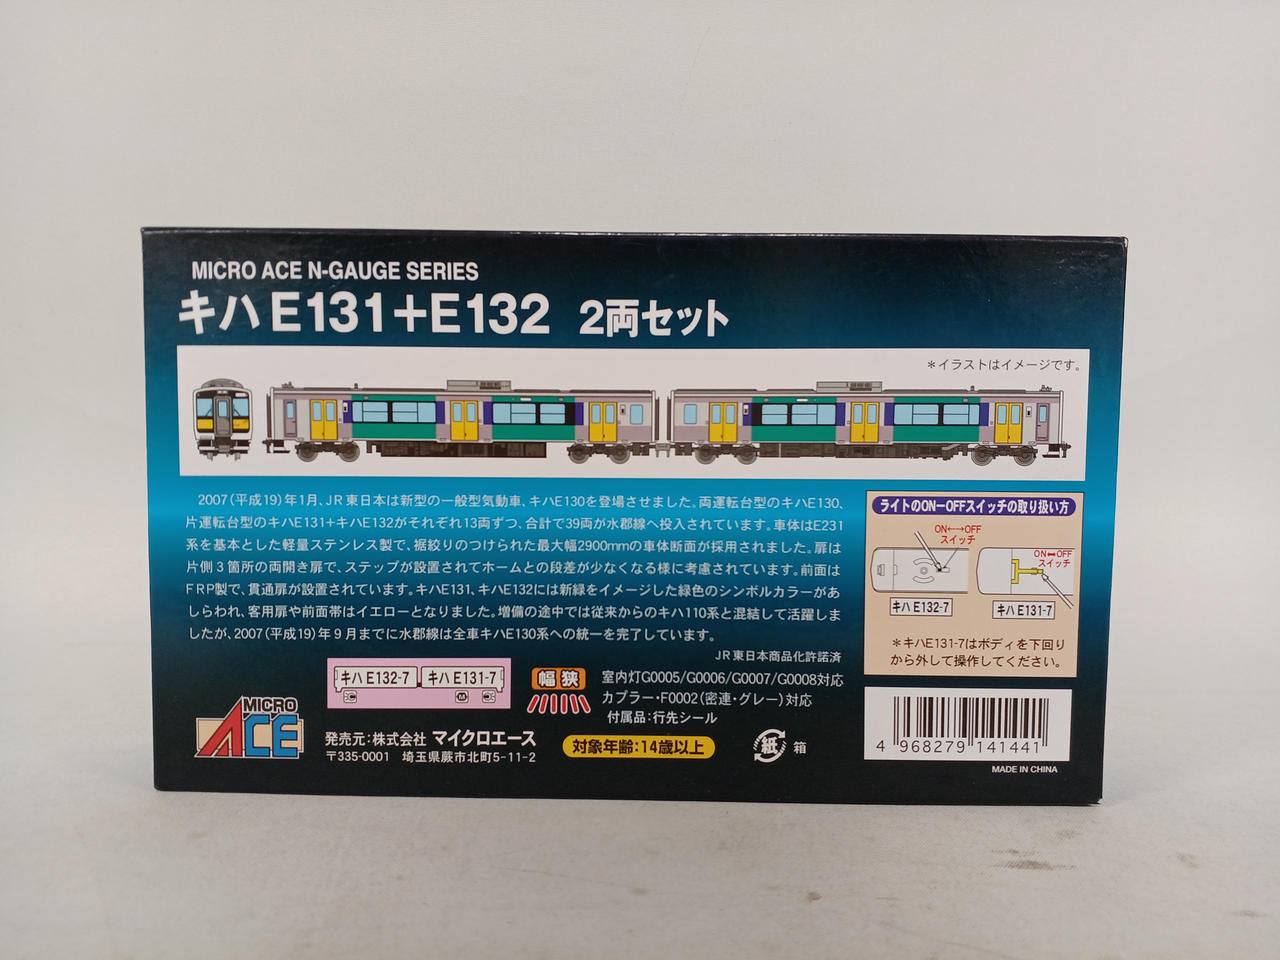 MICRO ACE N-GAUGE SERIES
キハE131+E132 2両セット
＊イラストはイメージです。
2007(平成19)年1月、JR東日本は新型の一般型気動車、キハE130を登場させました。両運転台型のキハE130、
片運転台型のキハE131+キハE132がそれぞれ13両ずつ、合計で39両が水郡線へ投入されています。車体はE231
系を基本とした軽量ステンレス製で、裾絞りのつけられた最大幅2900mmの車体断面が採用されました。扉は
片側3箇所の両開き扉で、ステップが設置されてホームとの段差が少なくなる様に考慮されています。前面は
FRP製で、貫通扉が設置されています。キハE131、キハE132には新緑をイメージした緑色のシンボルカラーがあ
しらわれ、客用扉や前面帯はイエローとなりました。増備の途中では従来からのキハ110系と混結して活躍しま
したが、2007(平成19)年9月までに水郡線は全車キハE130系への統一を完了しています。
JR東日本商品化許諾済
ライトのON-OFFスイッチの取り扱い方
ON←→OFF
スイッチ
ON↔OFF
スイッチ
キハE132-7
キハE131-7
＊キハE131-7はボディを下回り
から外して操作してください。
キハE132-7
キハE131-7
幅狭
室内灯G0005/G0006/G0007/G0008対応
カプラー・F0002(密連・グレー)対応
付属品:行先シール
MICRO
ACE
発売元:株式会社 マイクロエース
〒335-0001 埼玉県蕨市北町5-11-2
対象年齢:14歳以上
紙
箱
4 968279 141441
MADE IN CHINA